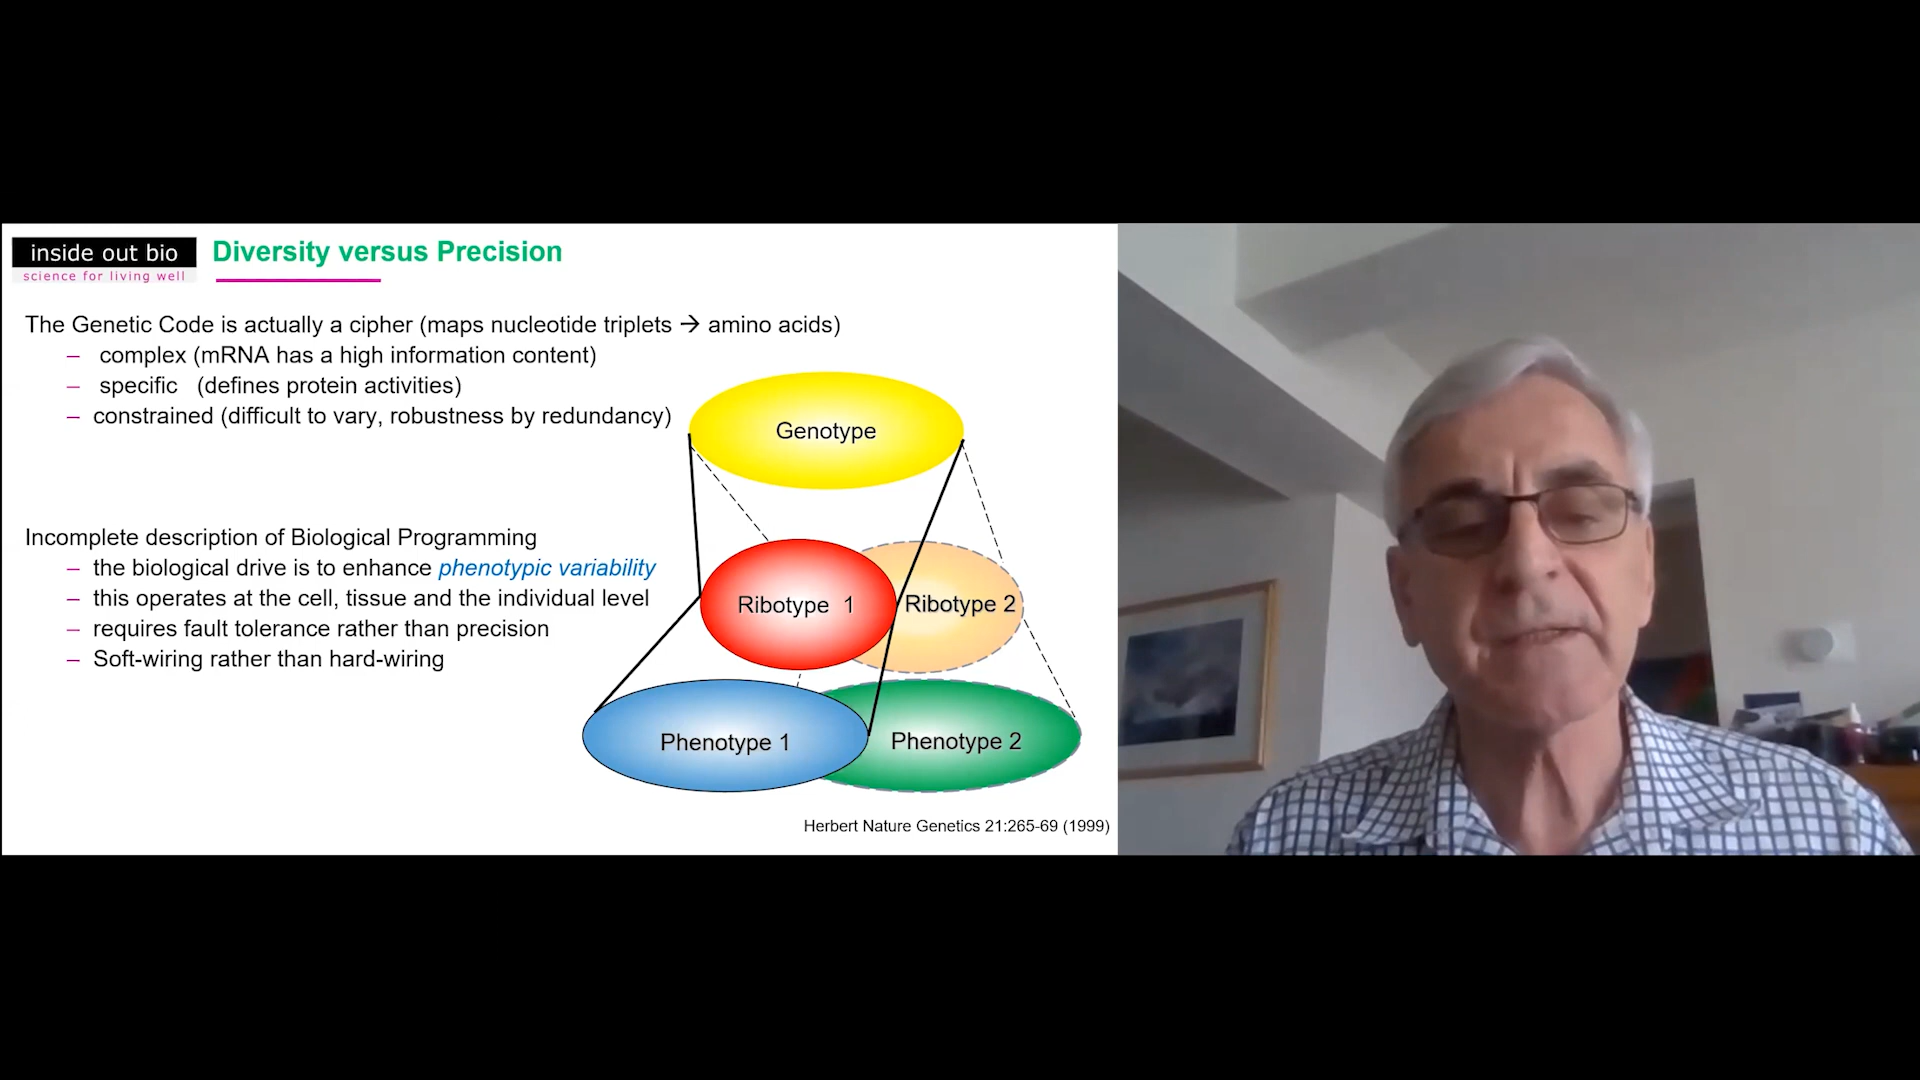 inside out bio
science for living well
Diversity versus Precision
The Genetic Code is actually a cipher (maps nucleotide triplets → amino acids)
– complex (mRNA has a high information content)
– specific (defines protein activities)
– constrained (difficult to vary, robustness by redundancy)
Genotype
Incomplete description of Biological Programming
– the biological drive is to enhance phenotypic variability
– this operates at the cell, tissue and the individual level
– requires fault tolerance rather than precision
– Soft-wiring rather than hard-wiring
Ribotype 1
Ribotype 2
Phenotype 1
Phenotype 2
Herbert Nature Genetics 21:265-69 (1999)